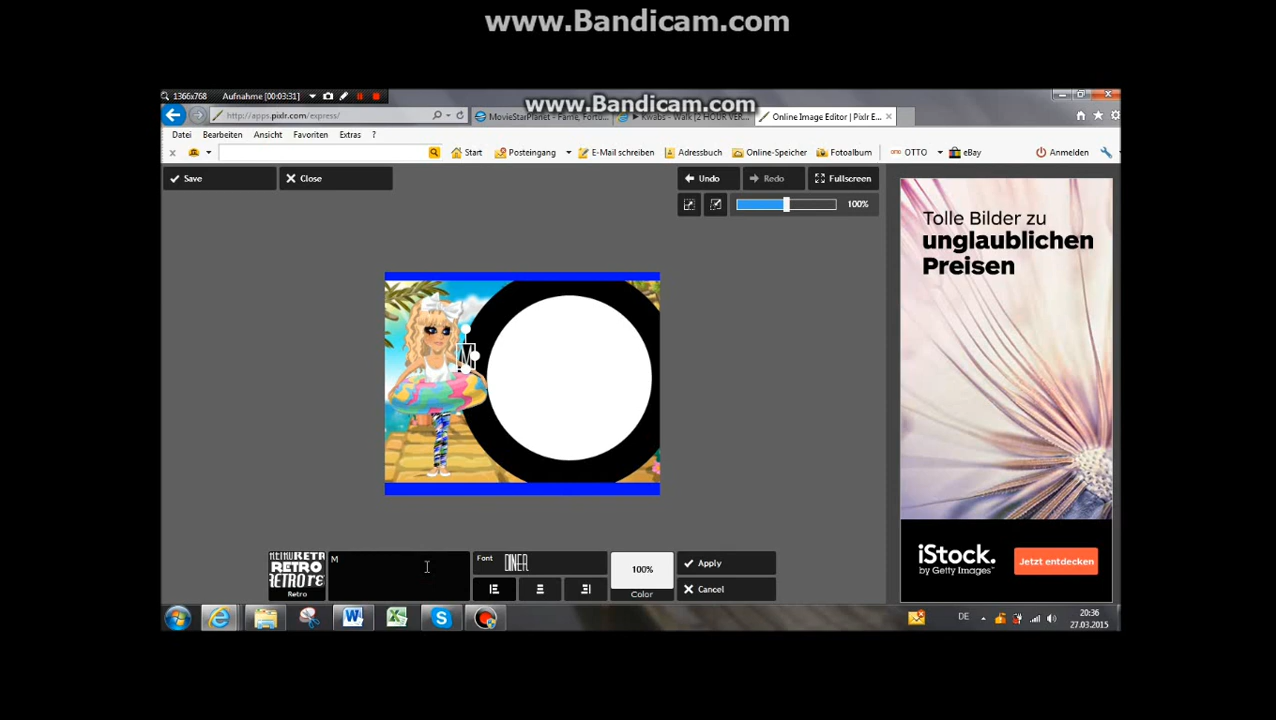 www.Bandicam.com
1366x768 Aufnahme [00:03:31]
www.Bandicam.com
http://apps.pixlr.com/express/
MovieStarPlanet - Fame, Fortu...
Kwabs - Walk [2 HOUR VER...
Online Image Editor | Pixlr E...
Datei Bearbeiten Ansicht Favoriten Extras ?
Start Posteingang E-Mail schreiben Adressbuch Online-Speicher Fotoalbum OTTO eBay Anmelden
Save Close Undo Redo Fullscreen
100%
Tolle Bilder zu
unglaublichen
Preisen
M
RETRO
Retro
M
Font DINER
100%
Color
Apply
Cancel
iStock.
by Getty Images
Jetzt entdecken
DE
20:36
27.03.2015